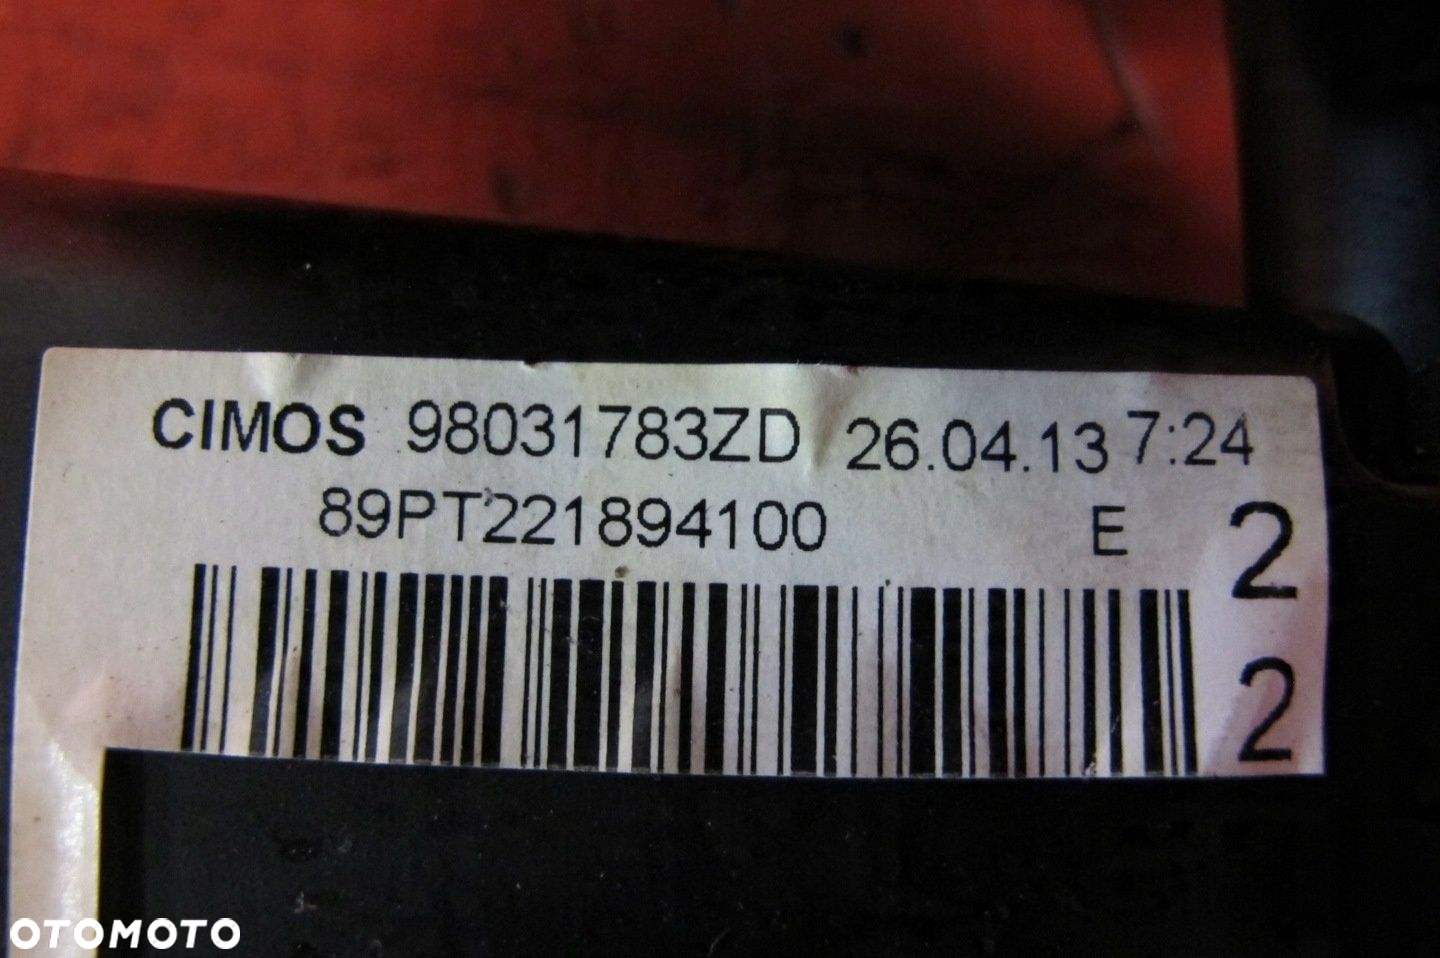 CIMOS 98031783ZD 26.04.13 7:24
89PT221894100 E 2
2
OTOMOTO